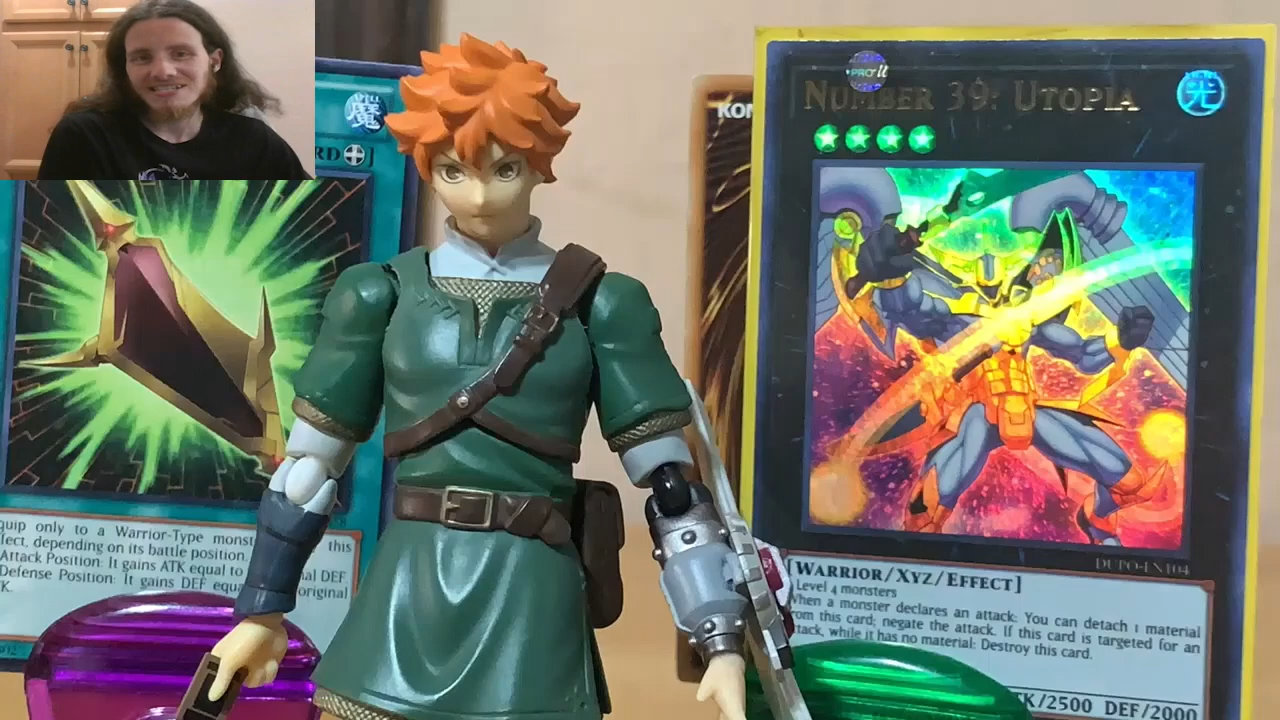 魔
RD
]
quip only to a Warrior-Type
this
fect, depending on its battle position.
Attack Position: It gains ATK equal to
DEF.
Defense Position: It gains DEF
original
K.
KON
PRO
NUMBER 39: UTOPIA
光
DUPO-EN104
[WARRIOR/XYZ/EFFECT]
Level 4 monsters
When a monster declares an attack: You can detach 1 material
from this card; negate the attack. If this card is targeted for an
attack, while it has no material: Destroy this card.
TK/2500 DEF/2000